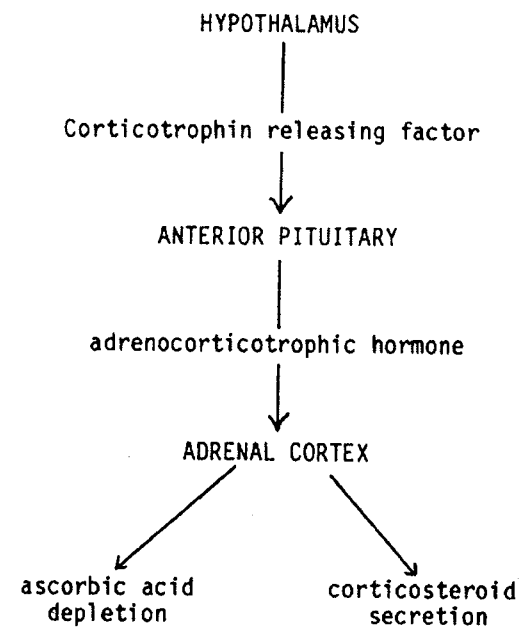 HYPOTHALAMUS
Corticotrophin releasing factor
ANTERIOR PITUITARY
adrenocorticotrophic hormone
ADRENAL CORTEX
ascorbic acid
depletion
corticosteroid
secretion